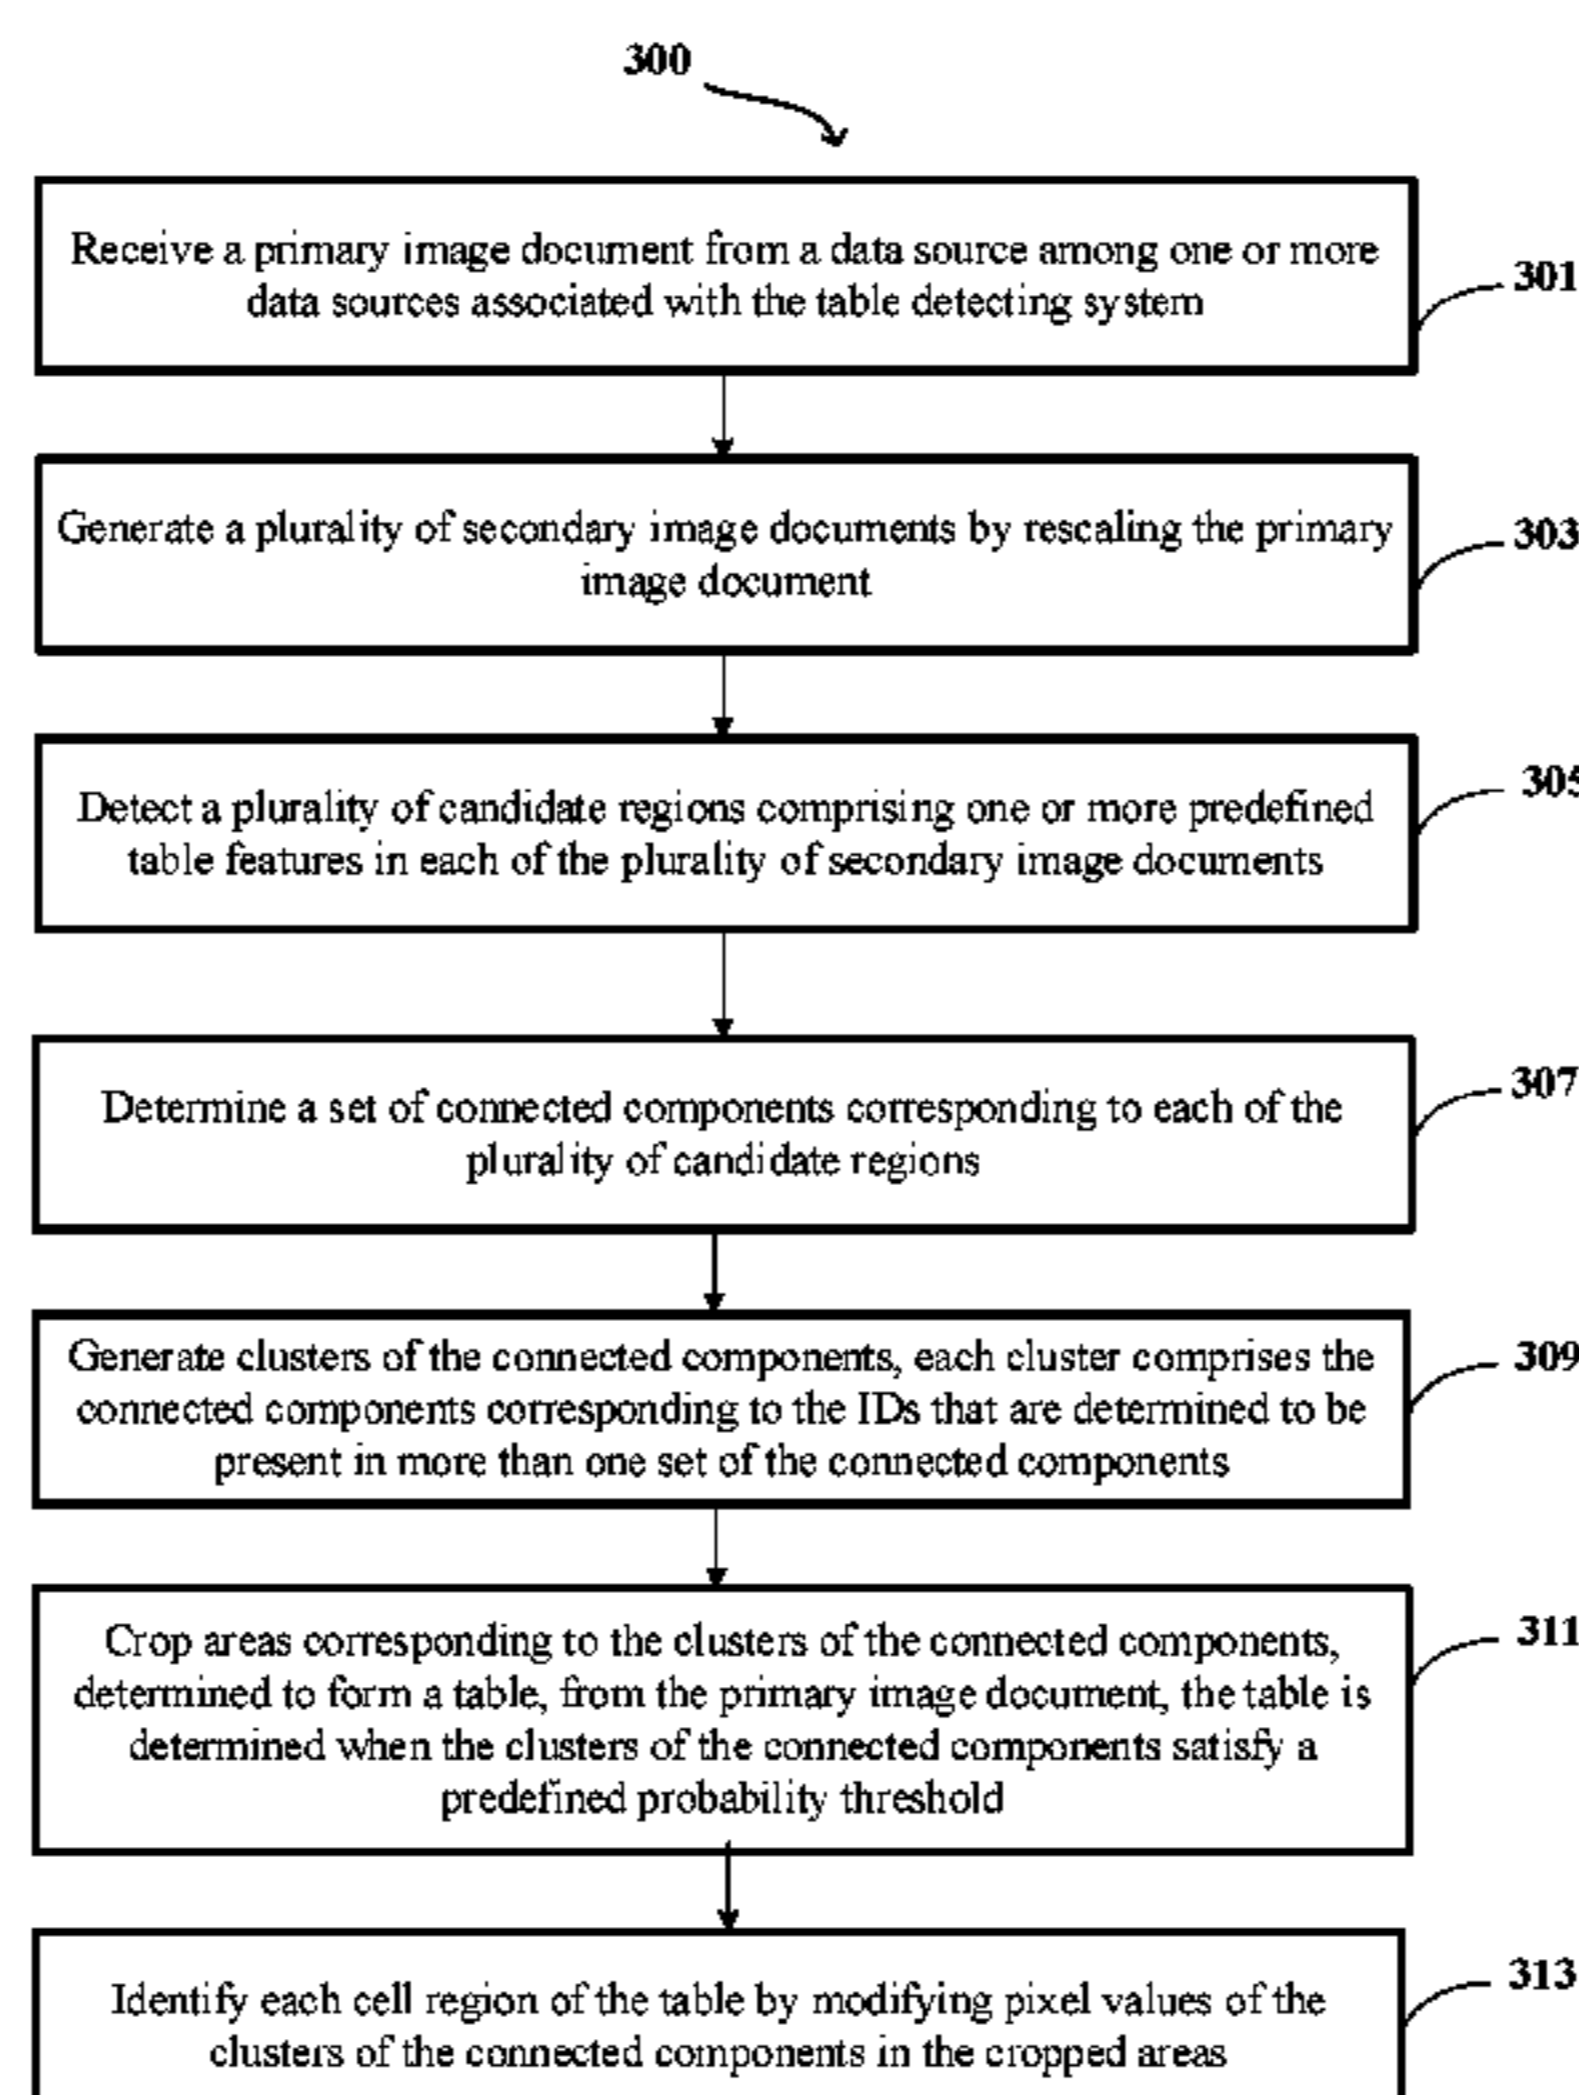 300
Receive a primary image document from a data source among one or more
data sources associated with the table detecting system
301
Generate a plurality of secondary image documents by rescaling the primary
image document
303
Detect a plurality of candidate regions comprising one or more predefined
table features in each of the plurality of secondary image documents
305
Determine a set of connected components corresponding to each of the
plurality of candidate regions
307
Generate clusters of the connected components, each cluster comprises the
connected components corresponding to the IDs that are determined to be
present in more than one set of the connected components
309
Crop areas corresponding to the clusters of the connected components,
determined to form a table, from the primary image document, the table is
determined when the clusters of the connected components satisfy a
predefined probability threshold
311
Identify each cell region of the table by modifying pixel values of the
clusters of the connected components in the cropped areas
313